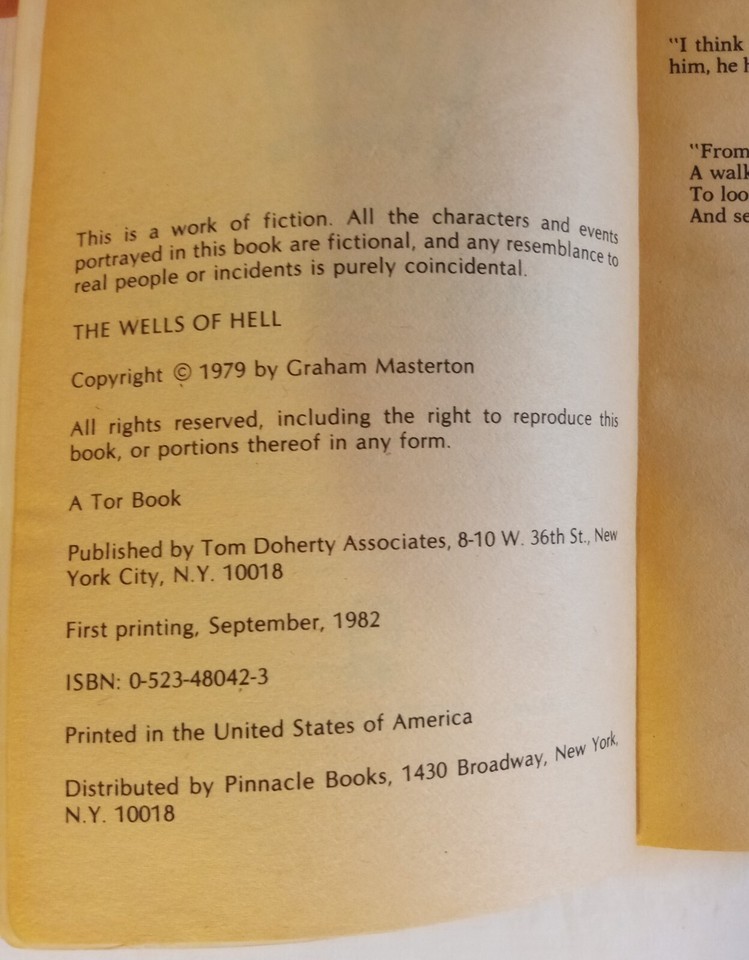 This is a work of fiction. All the characters and events
portrayed in this book are fictional, and any resemblance to
real people or incidents is purely coincidental.
THE WELLS OF HELL
Copyright © 1979 by Graham Masterton
All rights reserved, including the right to reproduce this
book, or portions thereof in any form.
A Tor Book
Published by Tom Doherty Associates, 8-10 W. 36th St., New
York City, N.Y. 10018
First printing, September, 1982
ISBN: 0-523-48042-3
Printed in the United States of America
Distributed by Pinnacle Books, 1430 Broadway, New York,
N.Y. 10018
"I think
him, he
"From
A
To
And